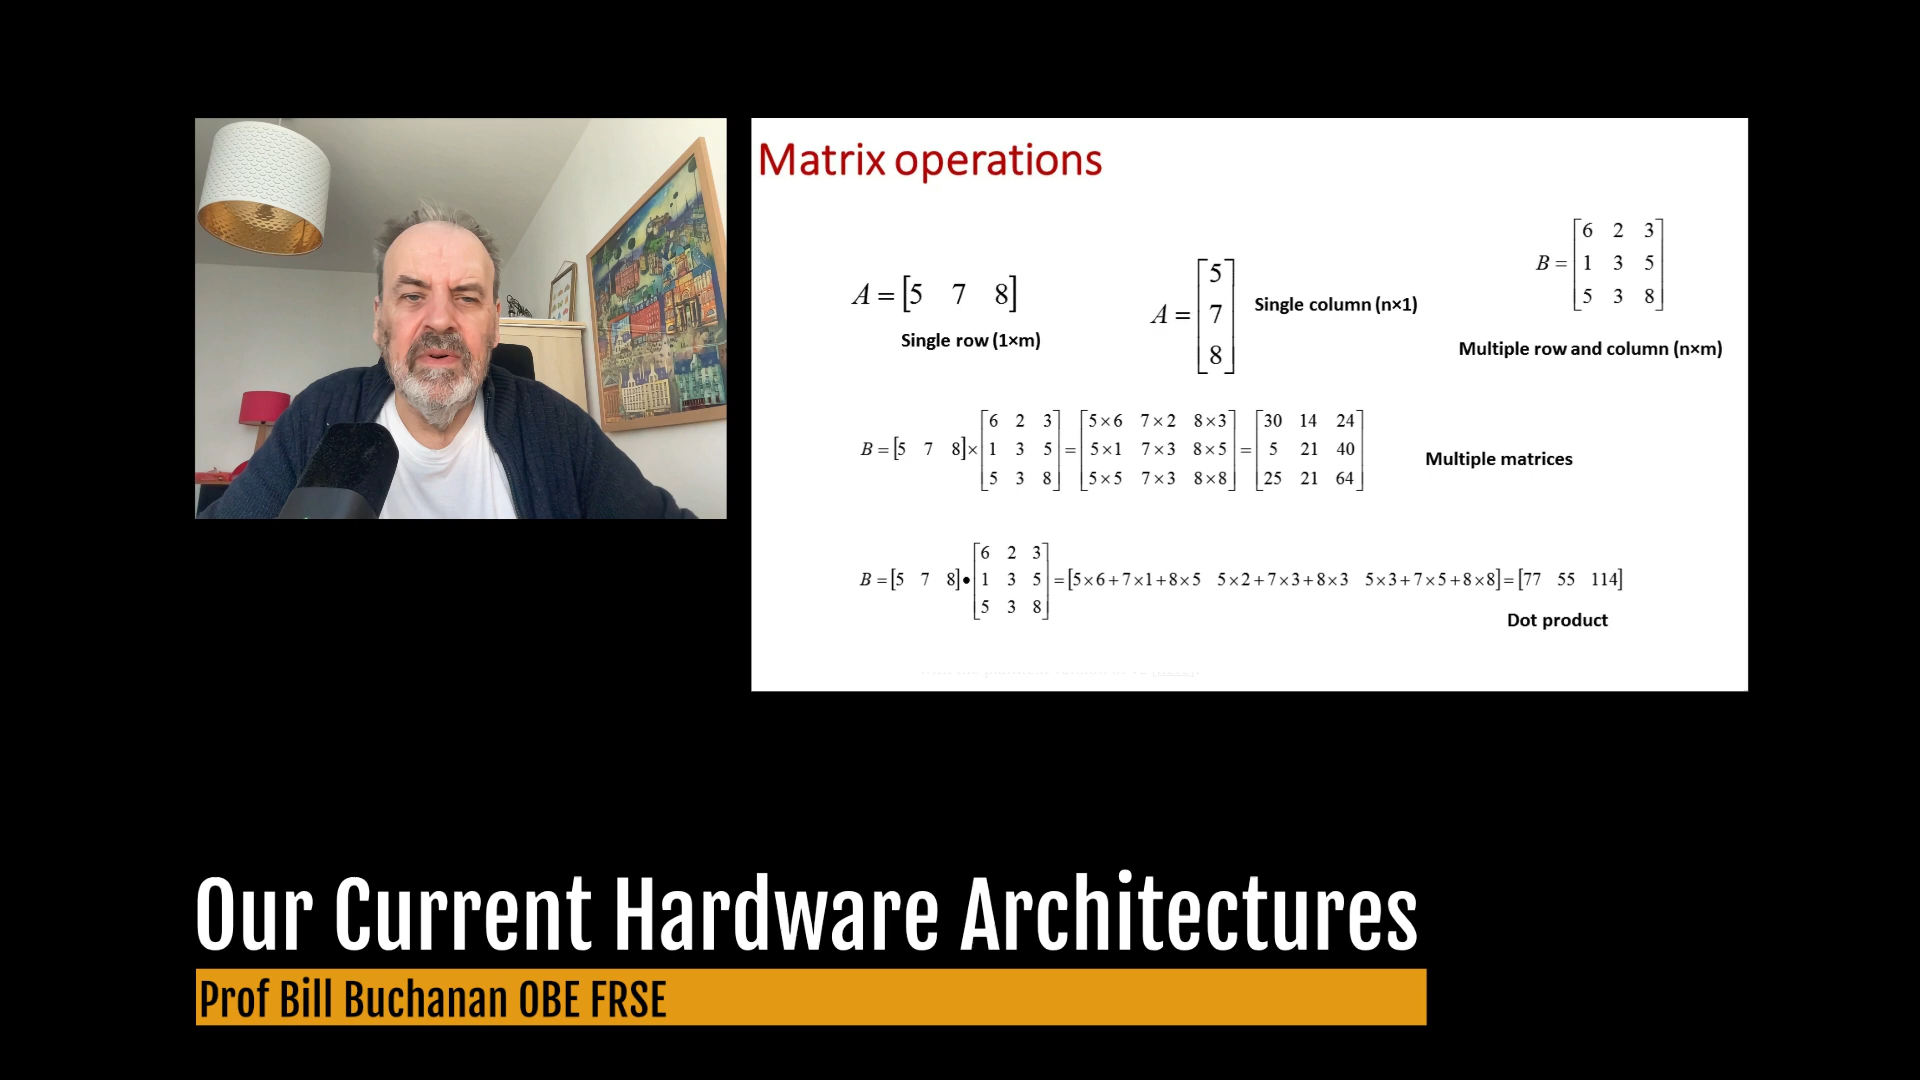 Matrix operations
A = [5 7 8]
Single row (1×m)
A = [5
7
8]
Single column (n×1)
B = [6 2 3
1 3 5
5 3 8]
Multiple row and column (n×m)
B = [5 7 8] × [6 2 3
1 3 5
5 3 8] = [5×6 7×2 8×3
5×1 7×3 8×5
5×5 7×3 8×8] = [30 14 24
5 21 40
25 21 64]
Multiple matrices
B = [5 7 8] • [6 2 3
1 3 5
5 3 8] = [5×6+7×1+8×5 5×2+7×3+8×3 5×3+7×5+8×8] = [77 55 114]
Dot product
Our Current Hardware Architectures
Prof Bill Buchanan OBE FRSE